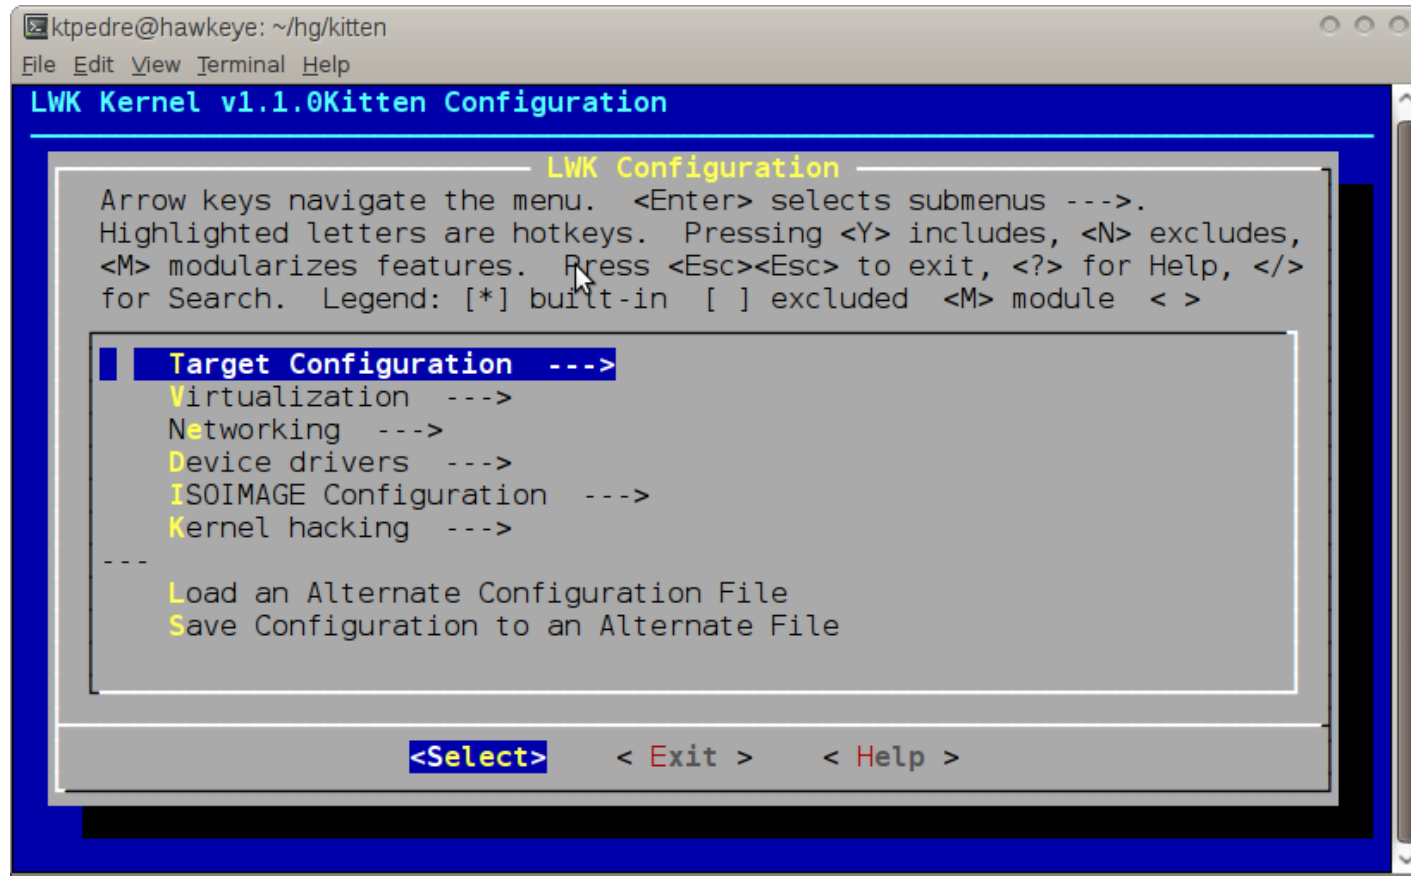 ktpedre@hawkeye: ~/hg/kitten
File Edit View Terminal Help
LWK Kernel v1.1.0Kitten Configuration
LWK Configuration
Arrow keys navigate the menu.  <Enter> selects submenus --->.
Highlighted letters are hotkeys.  Pressing <Y> includes, <N> excludes,
<M> modularizes features.  Press <Esc><Esc> to exit, <?> for Help, </>
for Search.  Legend: [*] built-in  [ ] excluded  <M> module  < >
Target Configuration  --->
Virtualization  --->
Networking  --->
Device drivers  --->
ISOIMAGE Configuration  --->
Kernel hacking  --->
---
Load an Alternate Configuration File
Save Configuration to an Alternate File
<Select>    < Exit >    < Help >